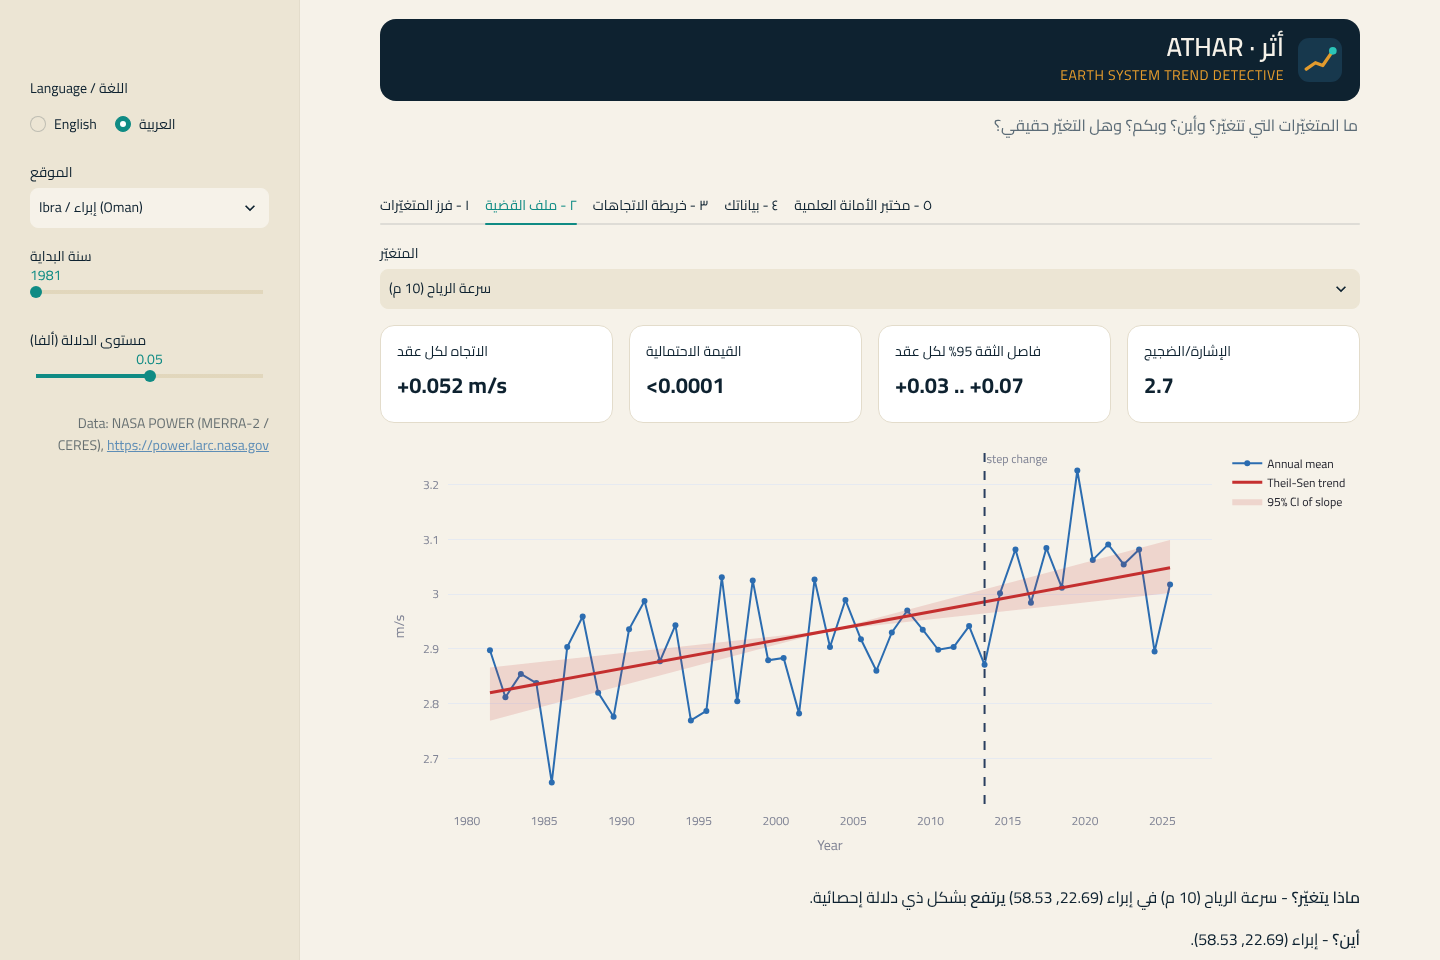 Language / اللغة
English
العربية
الموقع
Ibra / إبراء (Oman)
سنة البداية
1981
مستوى الدلالة (ألفا)
0.05
Data: NASA POWER (MERRA-2 /
CERES), https://power.larc.nasa.gov
أثر · ATHAR
EARTH SYSTEM TREND DETECTIVE
ما المتغيّرات التي تتغيّر؟ وأين؟ وبكم؟ وهل التغيّر حقيقي؟
١ - فرز المتغيّرات
٢ - ملف القضية
٣ - خريطة الاتجاهات
٤ - بياناتك
٥ - مختبر الأمانة العلمية
المتغيّر
سرعة الرياح (10 م)
الاتجاه لكل عقد
+0.052 m/s
القيمة الاحتمالية
<0.0001
فاصل الثقة 95% لكل عقد
+0.03 .. +0.07
الإشارة/الضجيج
2.7
step change
Annual mean
Theil-Sen trend
95% CI of slope
3.2
3.1
3
2.9
2.8
2.7
m/s
1980 1985 1990 1995 2000 2005 2010 2015 2020 2025
Year
ماذا يتغيّر؟ - سرعة الرياح (10 م) في إبراء (22.69, 58.53) يرتفع بشكل ذي دلالة إحصائية.
أين؟ - إبراء (22.69, 58.53).